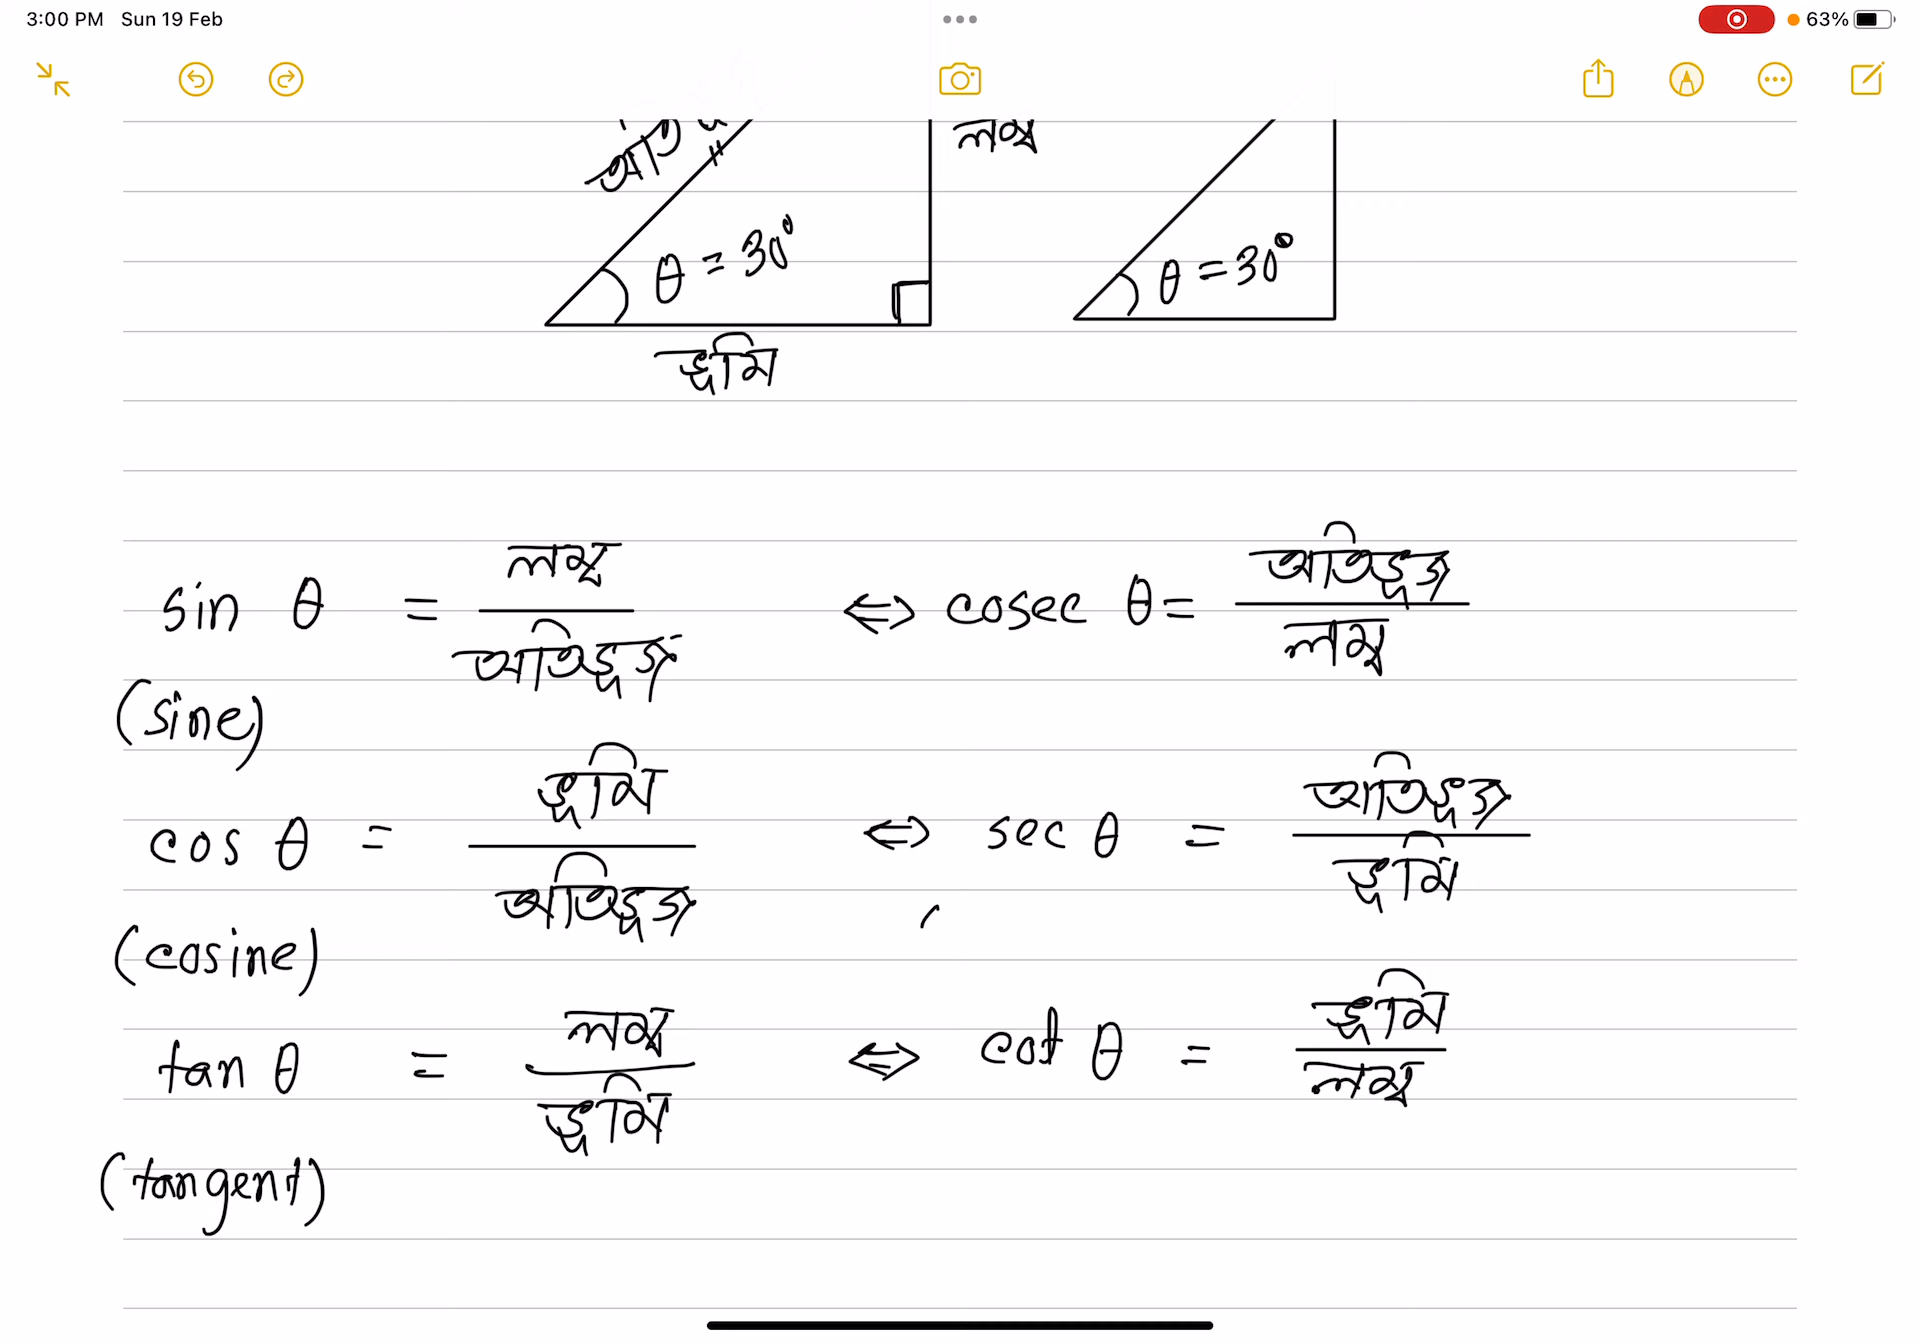 3:00 PM Sun 19 Feb
63%
লম্ব
θ = 30°
θ = 30°
ভূমি
sin θ = লম্ব / অতিভূজ ⇔ cosec θ = অতিভূজ / লম্ব
(sine)
cos θ = ভূমি / অতিভূজ ⇔ sec θ = অতিভূজ / ভূমি
(cosine)
tan θ = লম্ব / ভূমি ⇔ cot θ = ভূমি / লম্ব
(tangent)